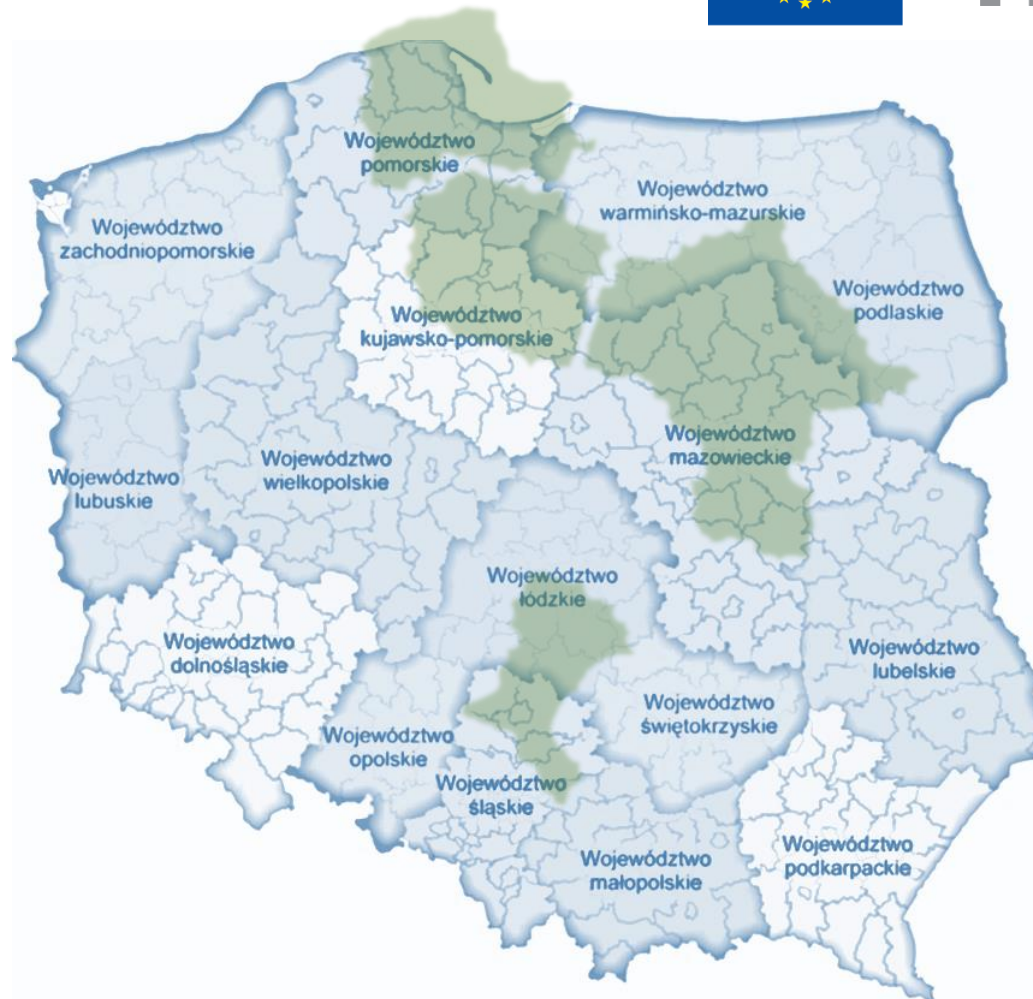 Województwo
pomorskie
Województwo
warmińsko-mazurskie
Województwo
zachodniopomorskie
Województwo
podlaskie
Województwo
kujawsko-pomorskie
Województwo
mazowieckie
Województwo
wielkopolskie
Województwo
lubuskie
Województwo
łódzkie
Województwo
dolnośląskie
Województwo
lubelskie
Województwo
świętokrzyskie
Województwo
opolskie
Województwo
śląskie
Województwo
podkarpackie
Województwo
małopolskie